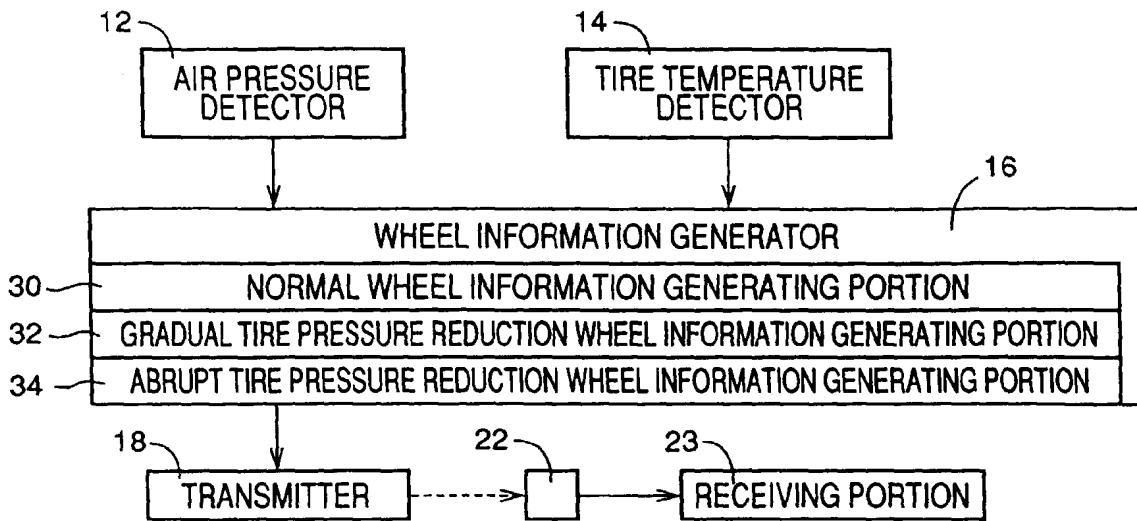 12
14
AIR PRESSURE
DETECTOR
TIRE TEMPERATURE
DETECTOR
16
WHEEL INFORMATION GENERATOR
30
NORMAL WHEEL INFORMATION GENERATING PORTION
32
GRADUAL TIRE PRESSURE REDUCTION WHEEL INFORMATION GENERATING PORTION
34
ABRUPT TIRE PRESSURE REDUCTION WHEEL INFORMATION GENERATING PORTION
18
22
23
TRANSMITTER
RECEIVING PORTION